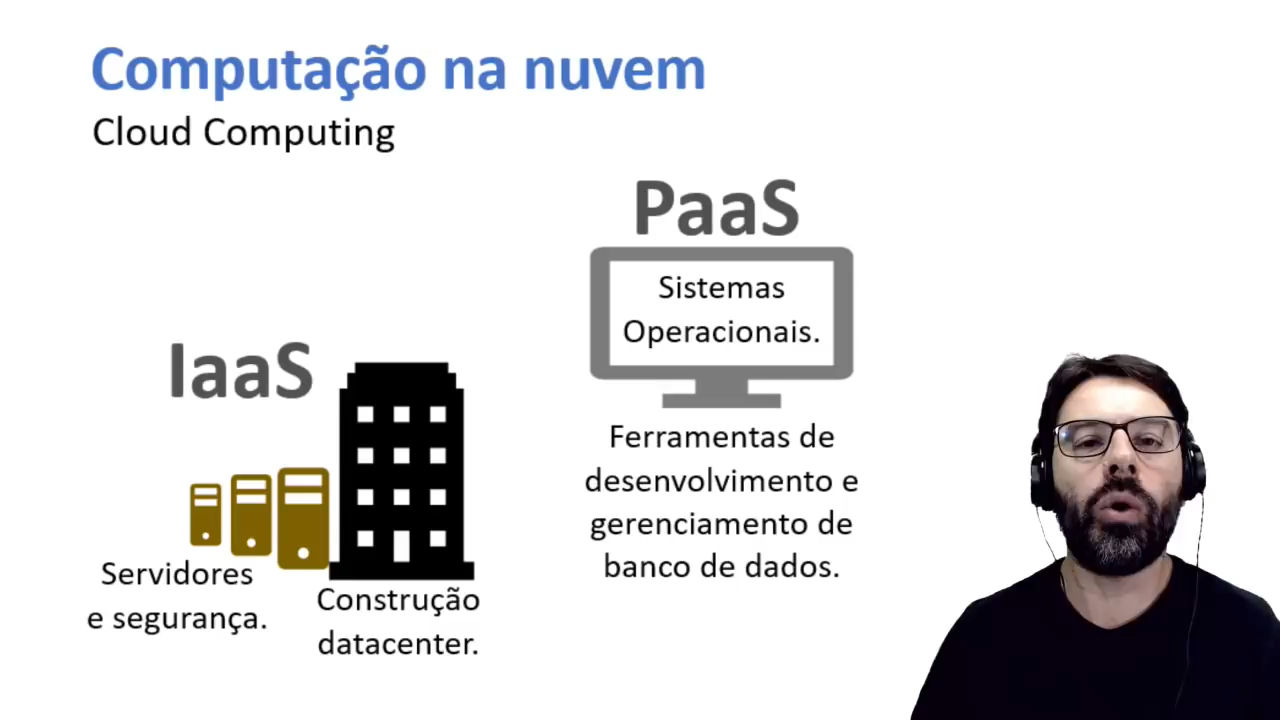 Computação na nuvem
Cloud Computing
PaaS
Sistemas
Operacionais.
Ferramentas de
desenvolvimento e
gerenciamento de
banco de dados.
IaaS
Servidores
e segurança.
Construção
datacenter.